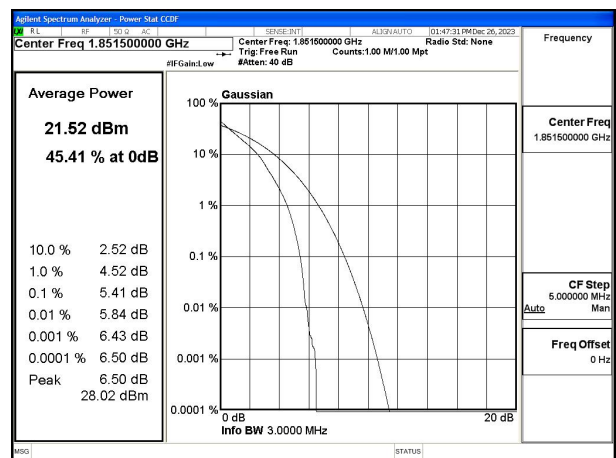 Agilent Spectrum Analyzer - Power Stat CCDF
RL RF 50 Ω AC SENSE:INT ALIGN AUTO 01:47:31 PM Dec 26, 2023
Center Freq 1.851500000 GHz
Center Freq: 1.851500000 GHz Radio Std: None
Trig: Free Run Counts:1.00 M/1.00 Mpt
#IFGain:Low #Atten: 40 dB
Frequency
Average Power
21.52 dBm
45.41 % at 0dB
10.0 % 2.52 dB
1.0 % 4.52 dB
0.1 % 5.41 dB
0.01 % 5.84 dB
0.001 % 6.43 dB
0.0001 % 6.50 dB
Peak 6.50 dB
28.02 dBm
Gaussian
100 %
10 %
1 %
0.1 %
0.01 %
0.001 %
0.0001 %
0 dB 20 dB
Info BW 3.0000 MHz
Center Freq
1.851500000 GHz
CF Step
5.000000 MHz
Auto Man
Freq Offset
0 Hz
MSG STATUS